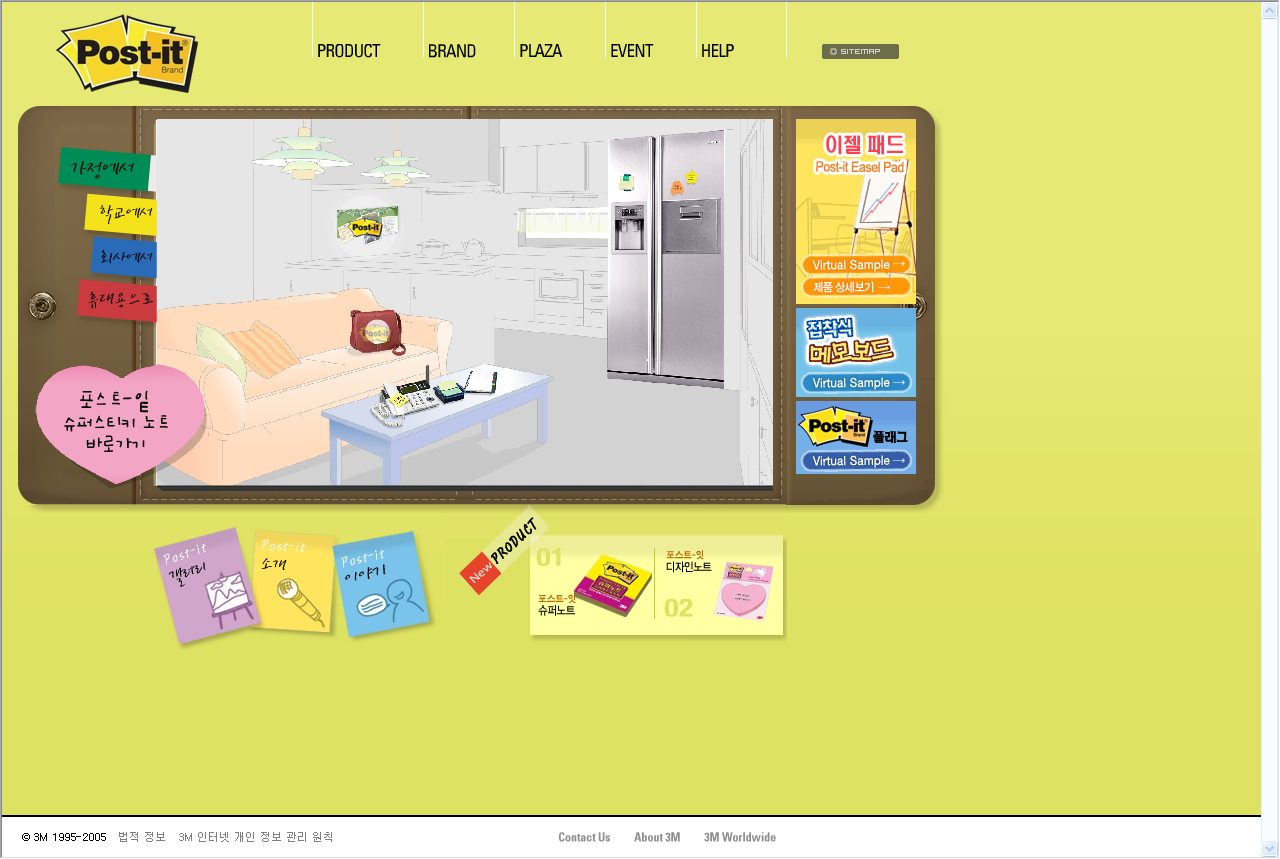 Post-it®
Brand
PRODUCT
BRAND
PLAZA
EVENT
HELP
SITEMAP
가정에서
학교에서
회사에서
휴대용으로
포스트-잍
슈퍼스티키 노트
바로가기
Post-it
Post-it
이젤 패드
Post-it Easel Pad
Virtual Sample →
제품 상세보기 →
점착식
메모보드
Virtual Sample →
Post-it
Brand
플래그
Virtual Sample →
Post-it
갤러리
Post-it
소개
Post-it
이야기
New PRODUCT
01
포스트-잇
슈퍼노트
Post-it
포스트-잇
디자인노트
02
© 3M 1995-2005 법적 정보 3M 인터넷 개인 정보 관리 원칙
Contact Us About 3M 3M Worldwide